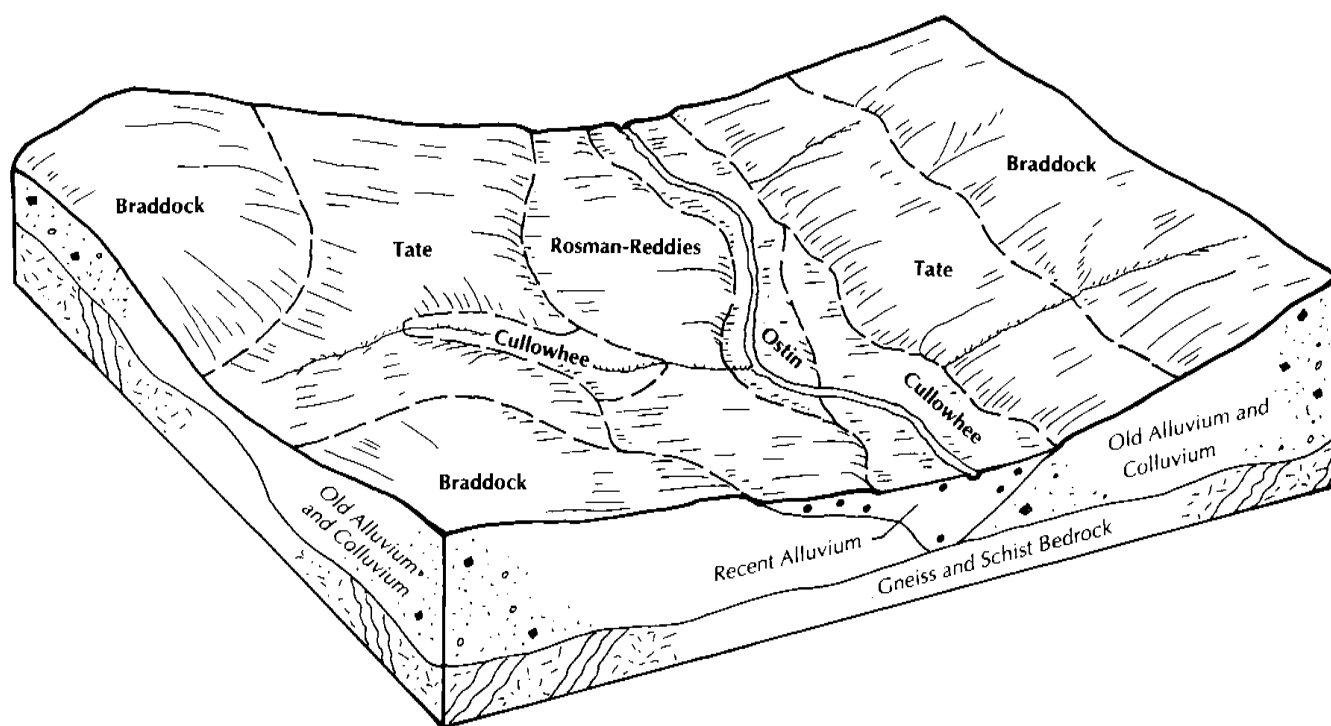 Braddock
Braddock
Tate
Rosman-Reddies
Tate
Cullowhee
Ostin
Cullowhee
Braddock
Old Alluvium
and Colluvium
Old Alluvium and
Colluvium
Recent Alluvium
Gneiss and Schist Bedrock